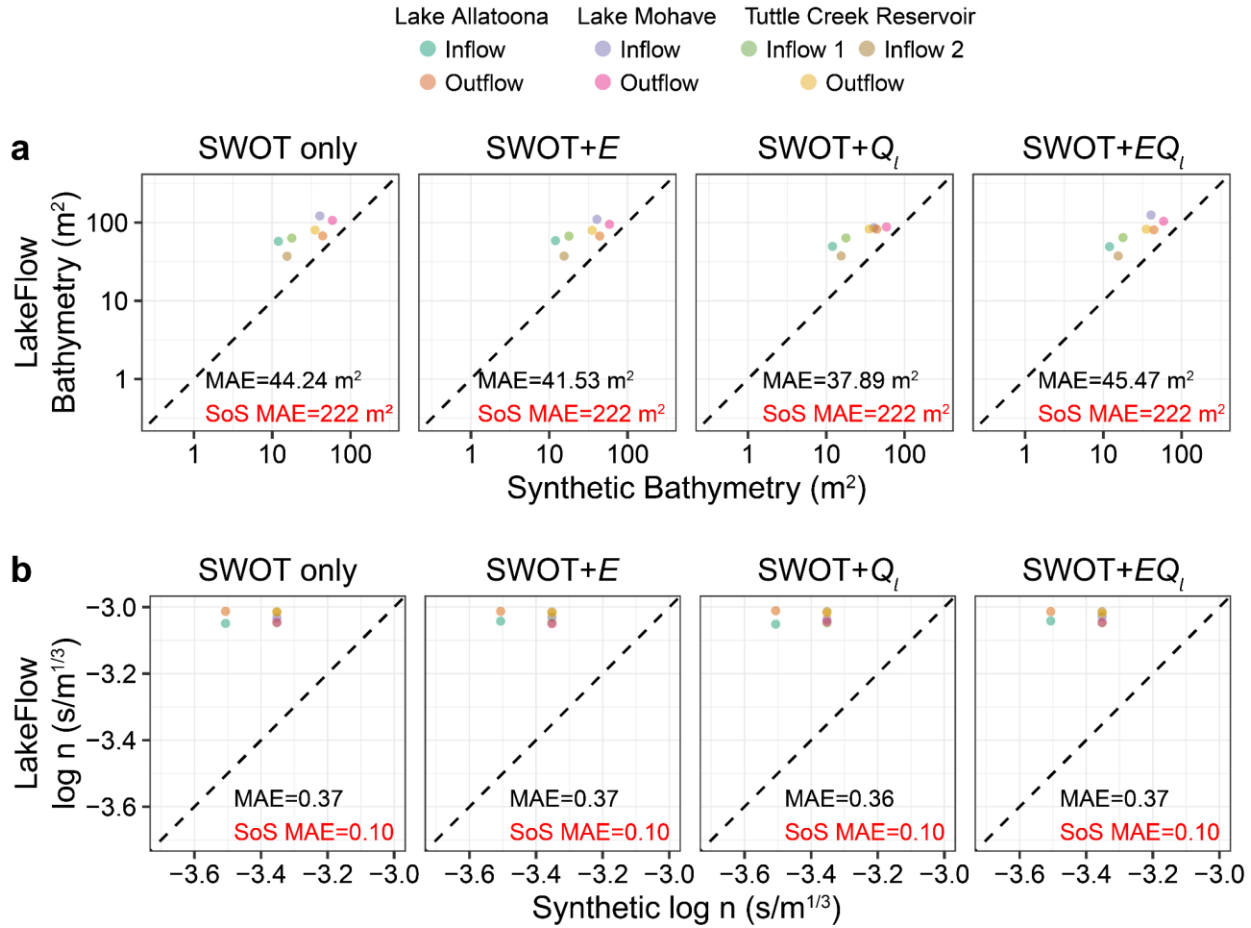 Lake Allatoona Lake Mohave Tuttle Creek Reservoir
Inflow Inflow Inflow 1 Inflow 2
Outflow Outflow Outflow
a SWOT only SWOT+E SWOT+Qₗ SWOT+EQₗ
LakeFlow
Bathymetry (m²)
100
10
1
MAE=44.24 m² MAE=41.53 m² MAE=37.89 m² MAE=45.47 m²
SoS MAE=222 m² SoS MAE=222 m² SoS MAE=222 m² SoS MAE=222 m²
1 10 100 1 10 100 1 10 100 1 10 100
Synthetic Bathymetry (m²)
b SWOT only SWOT+E SWOT+Qₗ SWOT+EQₗ
LakeFlow
log n (s/m^1/3)
−3.0
−3.2
−3.4
−3.6
MAE=0.37 MAE=0.37 MAE=0.36 MAE=0.37
SoS MAE=0.10 SoS MAE=0.10 SoS MAE=0.10 SoS MAE=0.10
−3.6 −3.4 −3.2 −3.0 −3.6 −3.4 −3.2 −3.0 −3.6 −3.4 −3.2 −3.0 −3.6 −3.4 −3.2 −3.0
Synthetic log n (s/m^1/3)